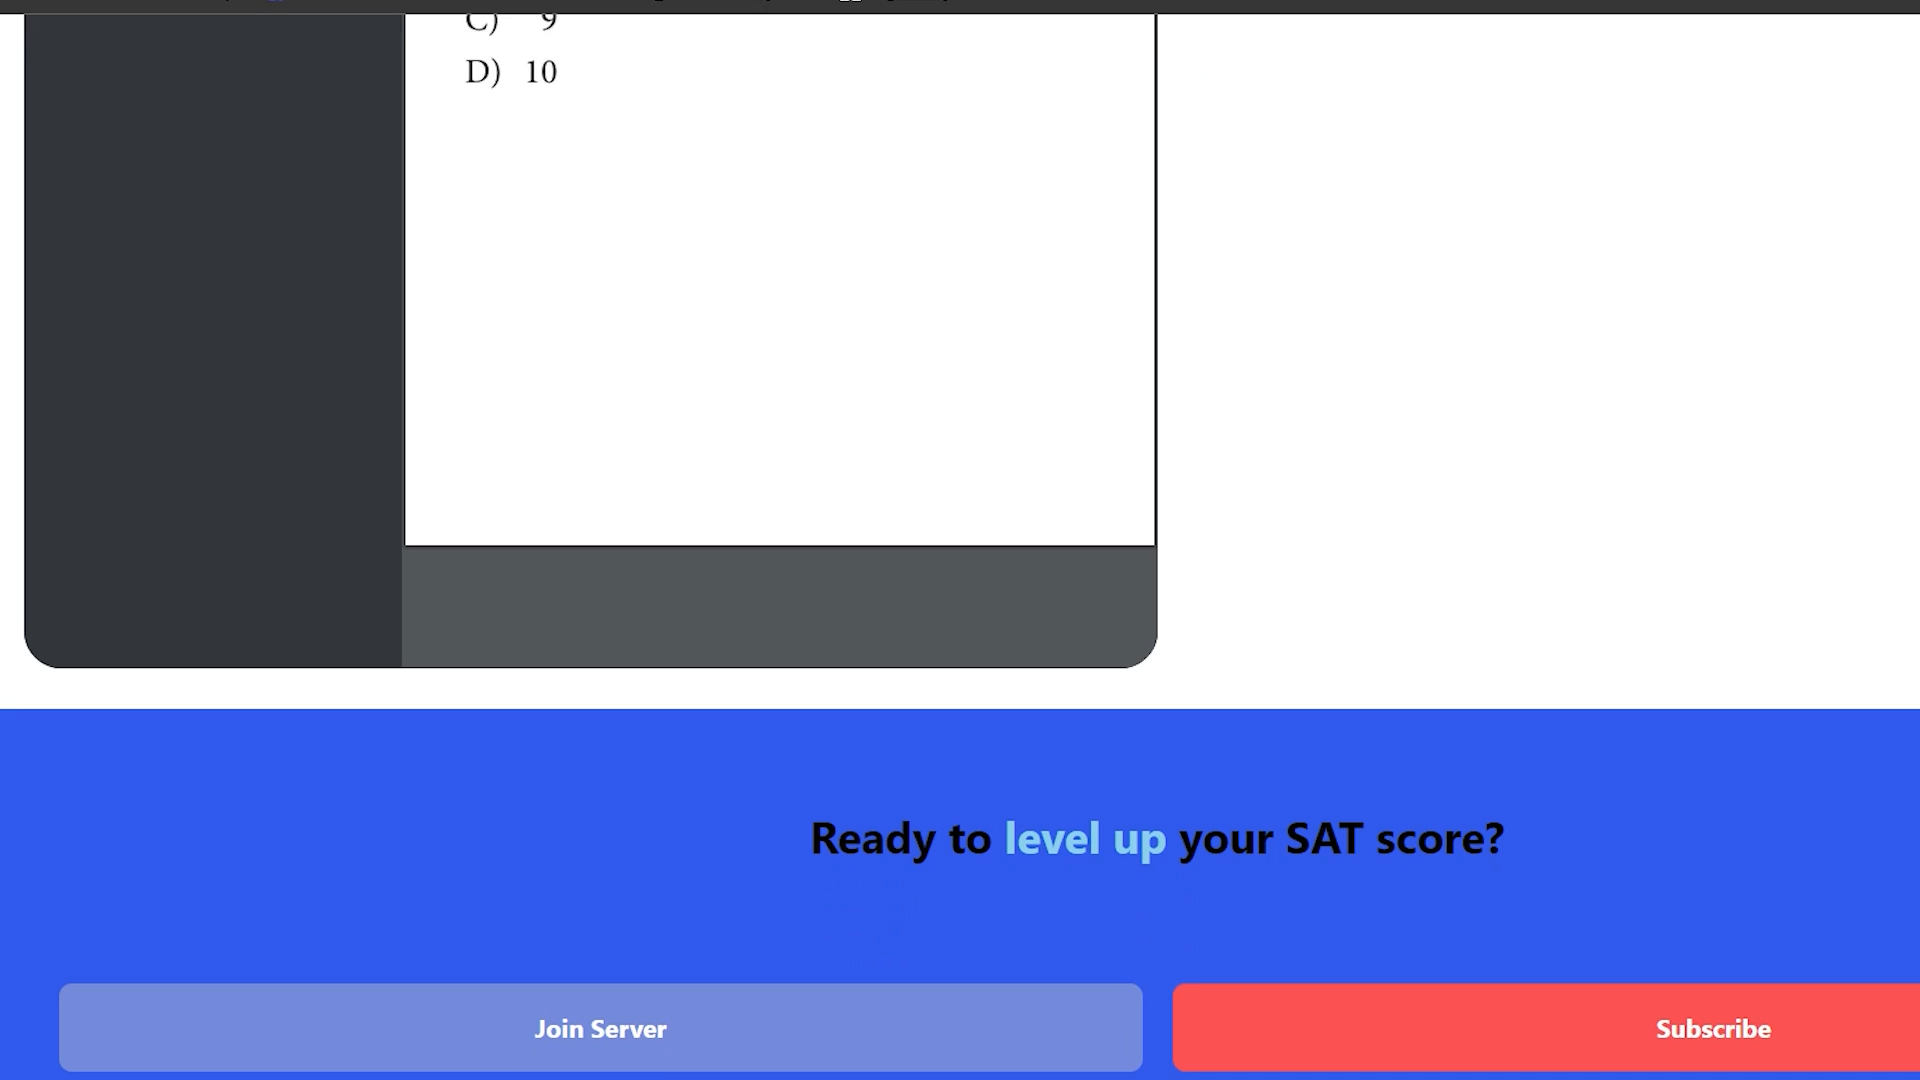 C) 9
D) 10
Ready to level up your SAT score?
Join Server
Subscribe